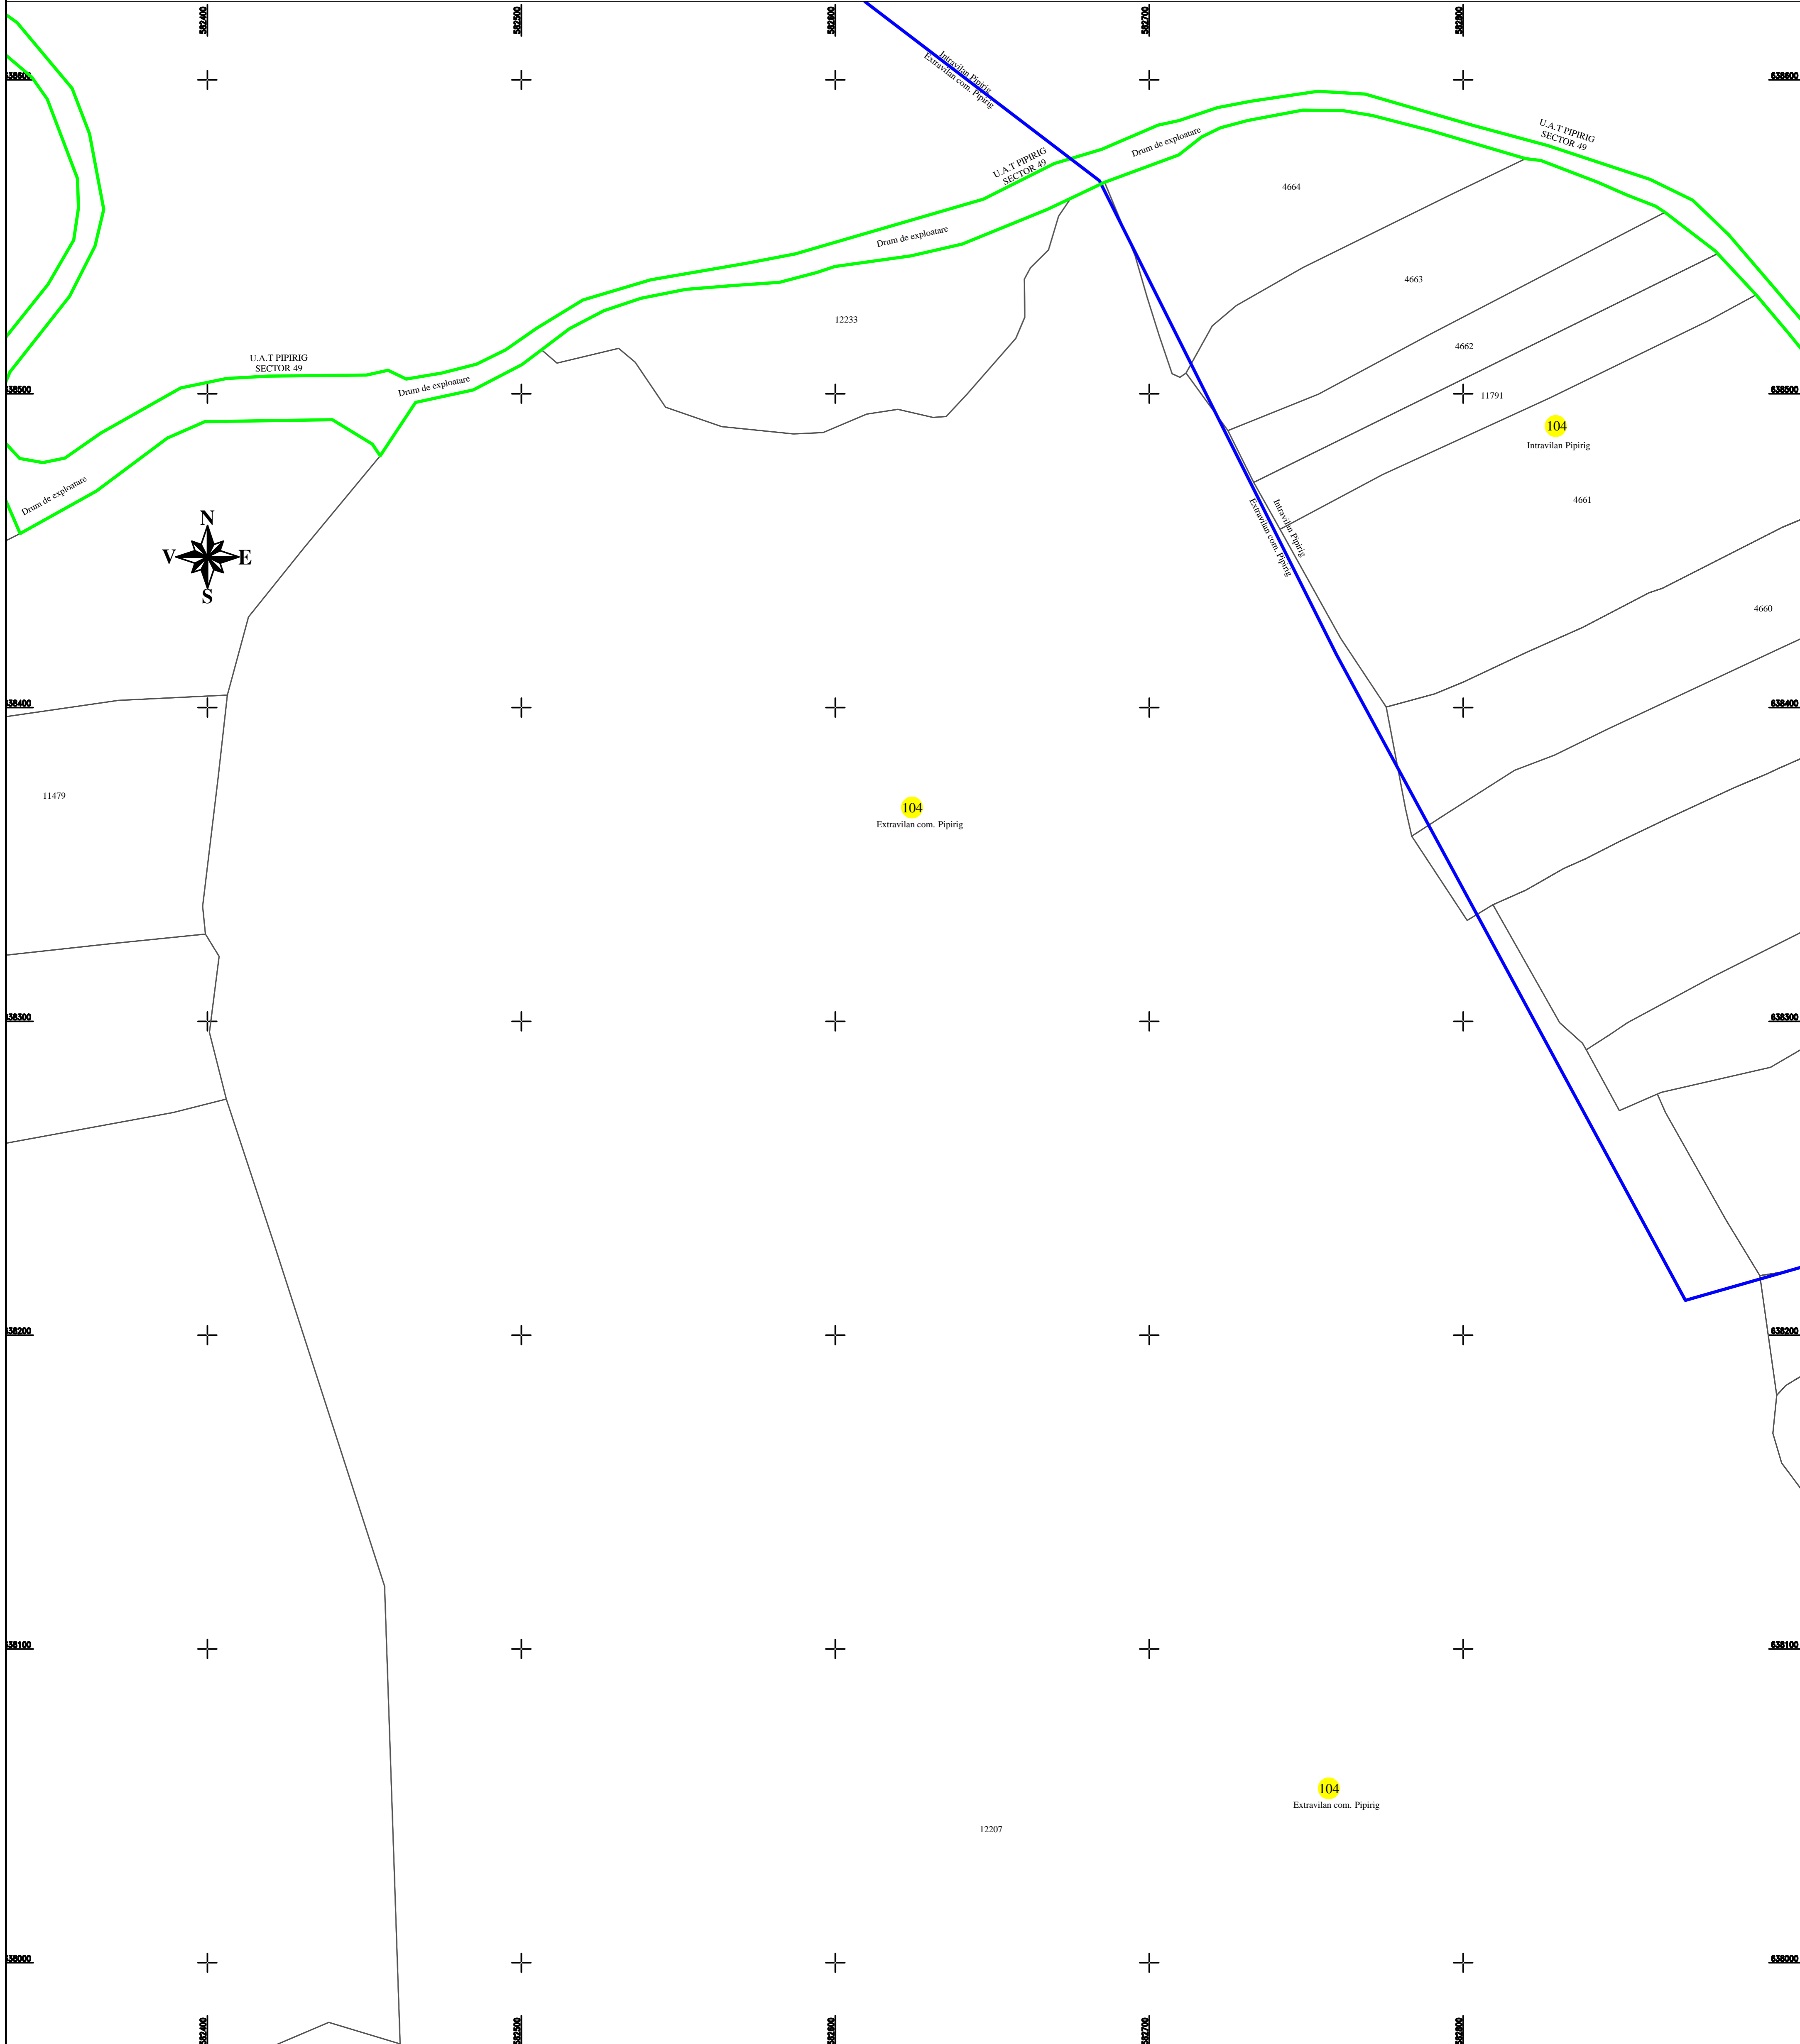 582400
582500
582600
582700
582800
638600
638600
Intravilan Pipirig
Extravilan com. Pipirig
U.A.T PIPIRIG
SECTOR 49
Drum de exploatare
U.A.T PIPIRIG
SECTOR 49
4664
Drum de exploatare
4663
12233
4662
U.A.T PIPIRIG
SECTOR 49
Drum de exploatare
638500
638500
11791
104
Intravilan Pipirig
Drum de exploatare
4661
Intravilan Pipirig
Extravilan com. Pipirig
N
V
E
S
4660
638400
638400
11479
104
Extravilan com. Pipirig
638300
638300
638200
638200
638100
638100
104
Extravilan com. Pipirig
12207
638000
638000
582400
582500
582600
582700
582800